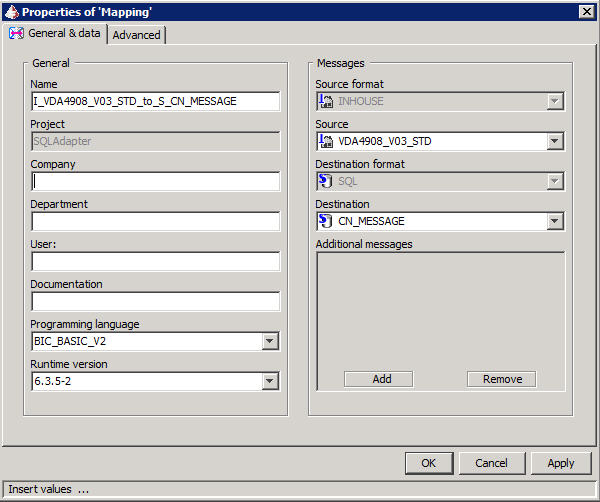 Properties of 'Mapping'
General & data
Advanced
General
Name
I_VDA4908_V03_STD_to_S_CN_MESSAGE
Project
SQLAdapter
Company
Department
User:
Documentation
Programming language
BIC_BASIC_V2
Runtime version
6.3.5-2
Messages
Source format
INHOUSE
Source
VDA4908_V03_STD
Destination format
SQL
Destination
CN_MESSAGE
Additional messages
Add
Remove
OK
Cancel
Apply
Insert values ...